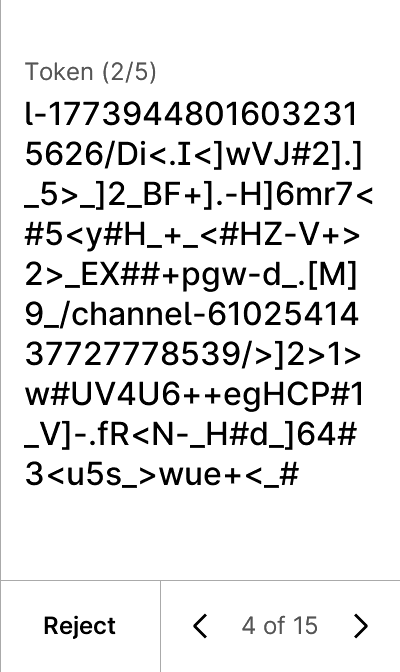 Token (2/5)
l-1773944801603231
5626/Di<.I<]wVJ#2].]
_5>_]2_BF+].-H]6mr7<
#5<y#H_+_<#HZ-V+>
2>_EX##+pgw-d_.[M]
9_/channel-61025414
37727778539/>]2>1>
w#UV4U6++egHCP#1
_V]-.fR<N-_H#d_]64#
3<u5s_>wue+<_#
Reject
4 of 15